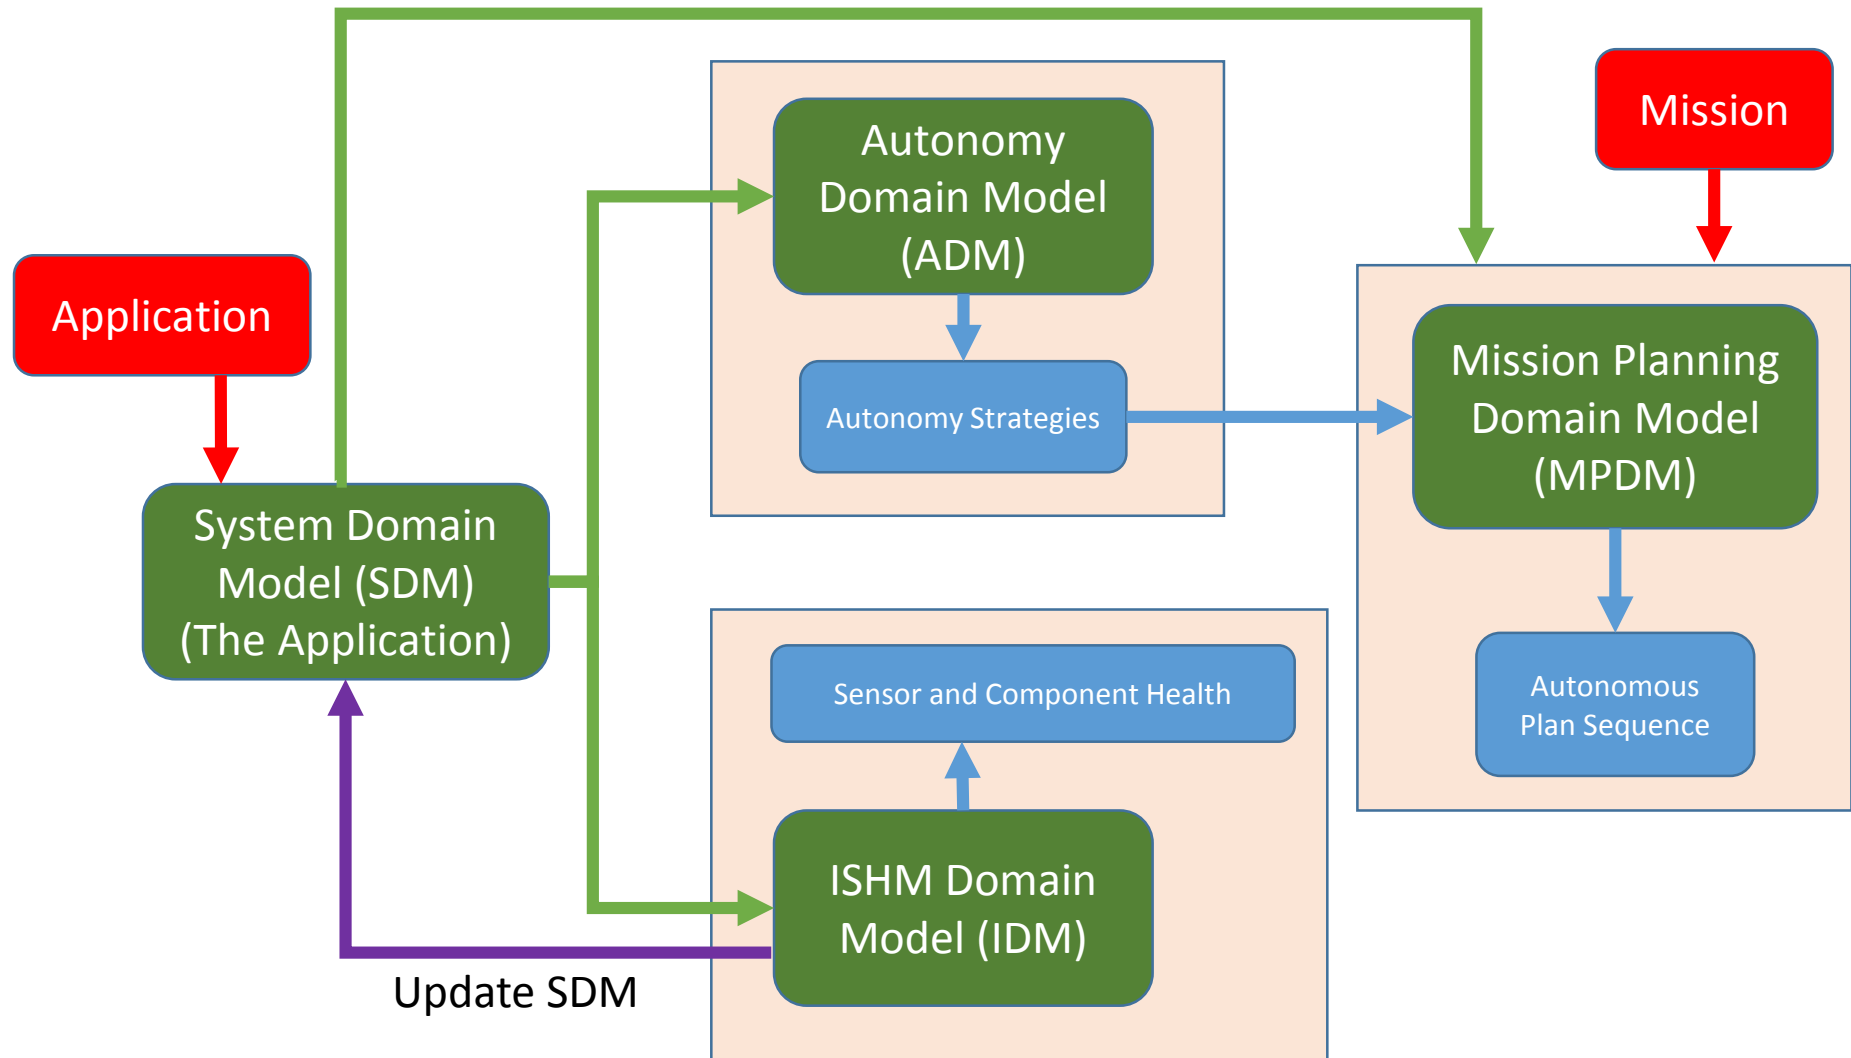 Mission
Autonomy
Domain Model
(ADM)
Application
Mission Planning
Domain Model
(MPDM)
Autonomy Strategies
System Domain
Model (SDM)
(The Application)
Sensor and Component Health
Autonomous
Plan Sequence
ISHM Domain
Model (IDM)
Update SDM